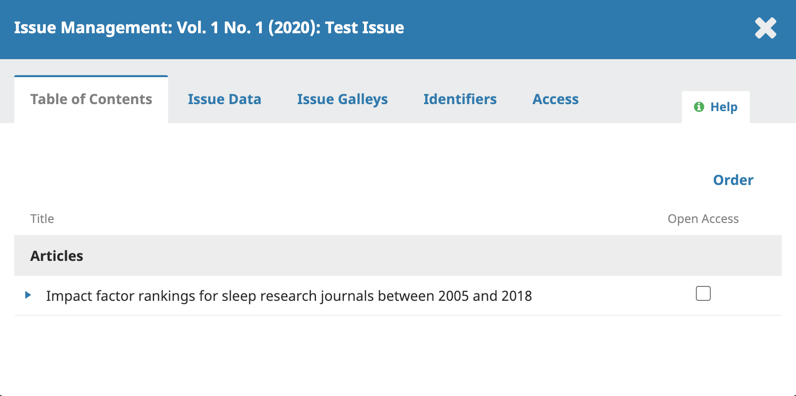 Issue Management: Vol. 1 No. 1 (2020): Test Issue
Table of Contents Issue Data Issue Galleys Identifiers Access Help
Order
Title Open Access
Articles
Impact factor rankings for sleep research journals between 2005 and 2018